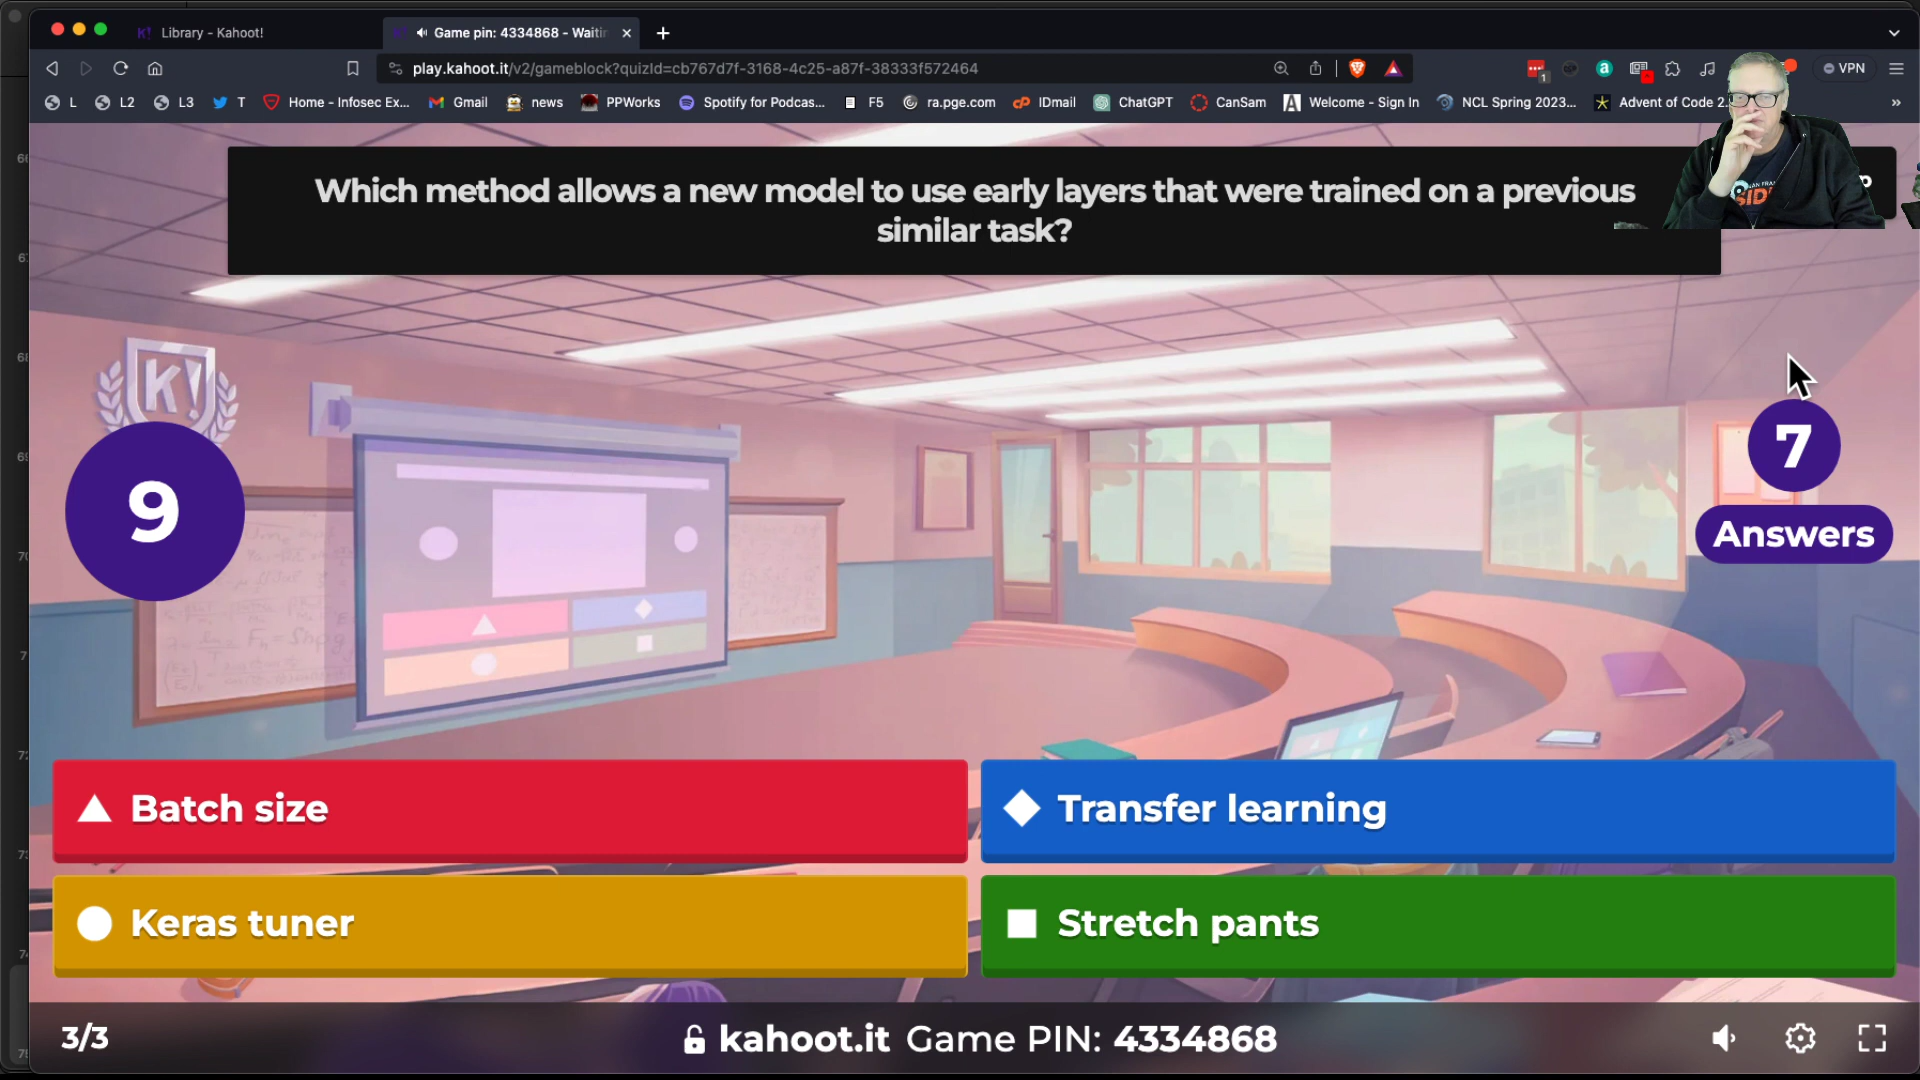 Library - Kahoot!
Game pin: 4334868 - Waitin
play.kahoot.it/v2/gameblock?quizId=cb767d7f-3168-4c25-a87f-38333f572464
VPN
L
L2
L3
T
Home - Infosec Ex...
Gmail
news
PPWorks
Spotify for Podcas...
F5
ra.pge.com
IDmail
ChatGPT
CanSam
Welcome - Sign In
NCL Spring 2023...
Advent of Code 2
Which method allows a new model to use early layers that were trained on a previous
similar task?
K!
9
7
Answers
Batch size
Transfer learning
Keras tuner
Stretch pants
3/3
kahoot.it Game PIN: 4334868